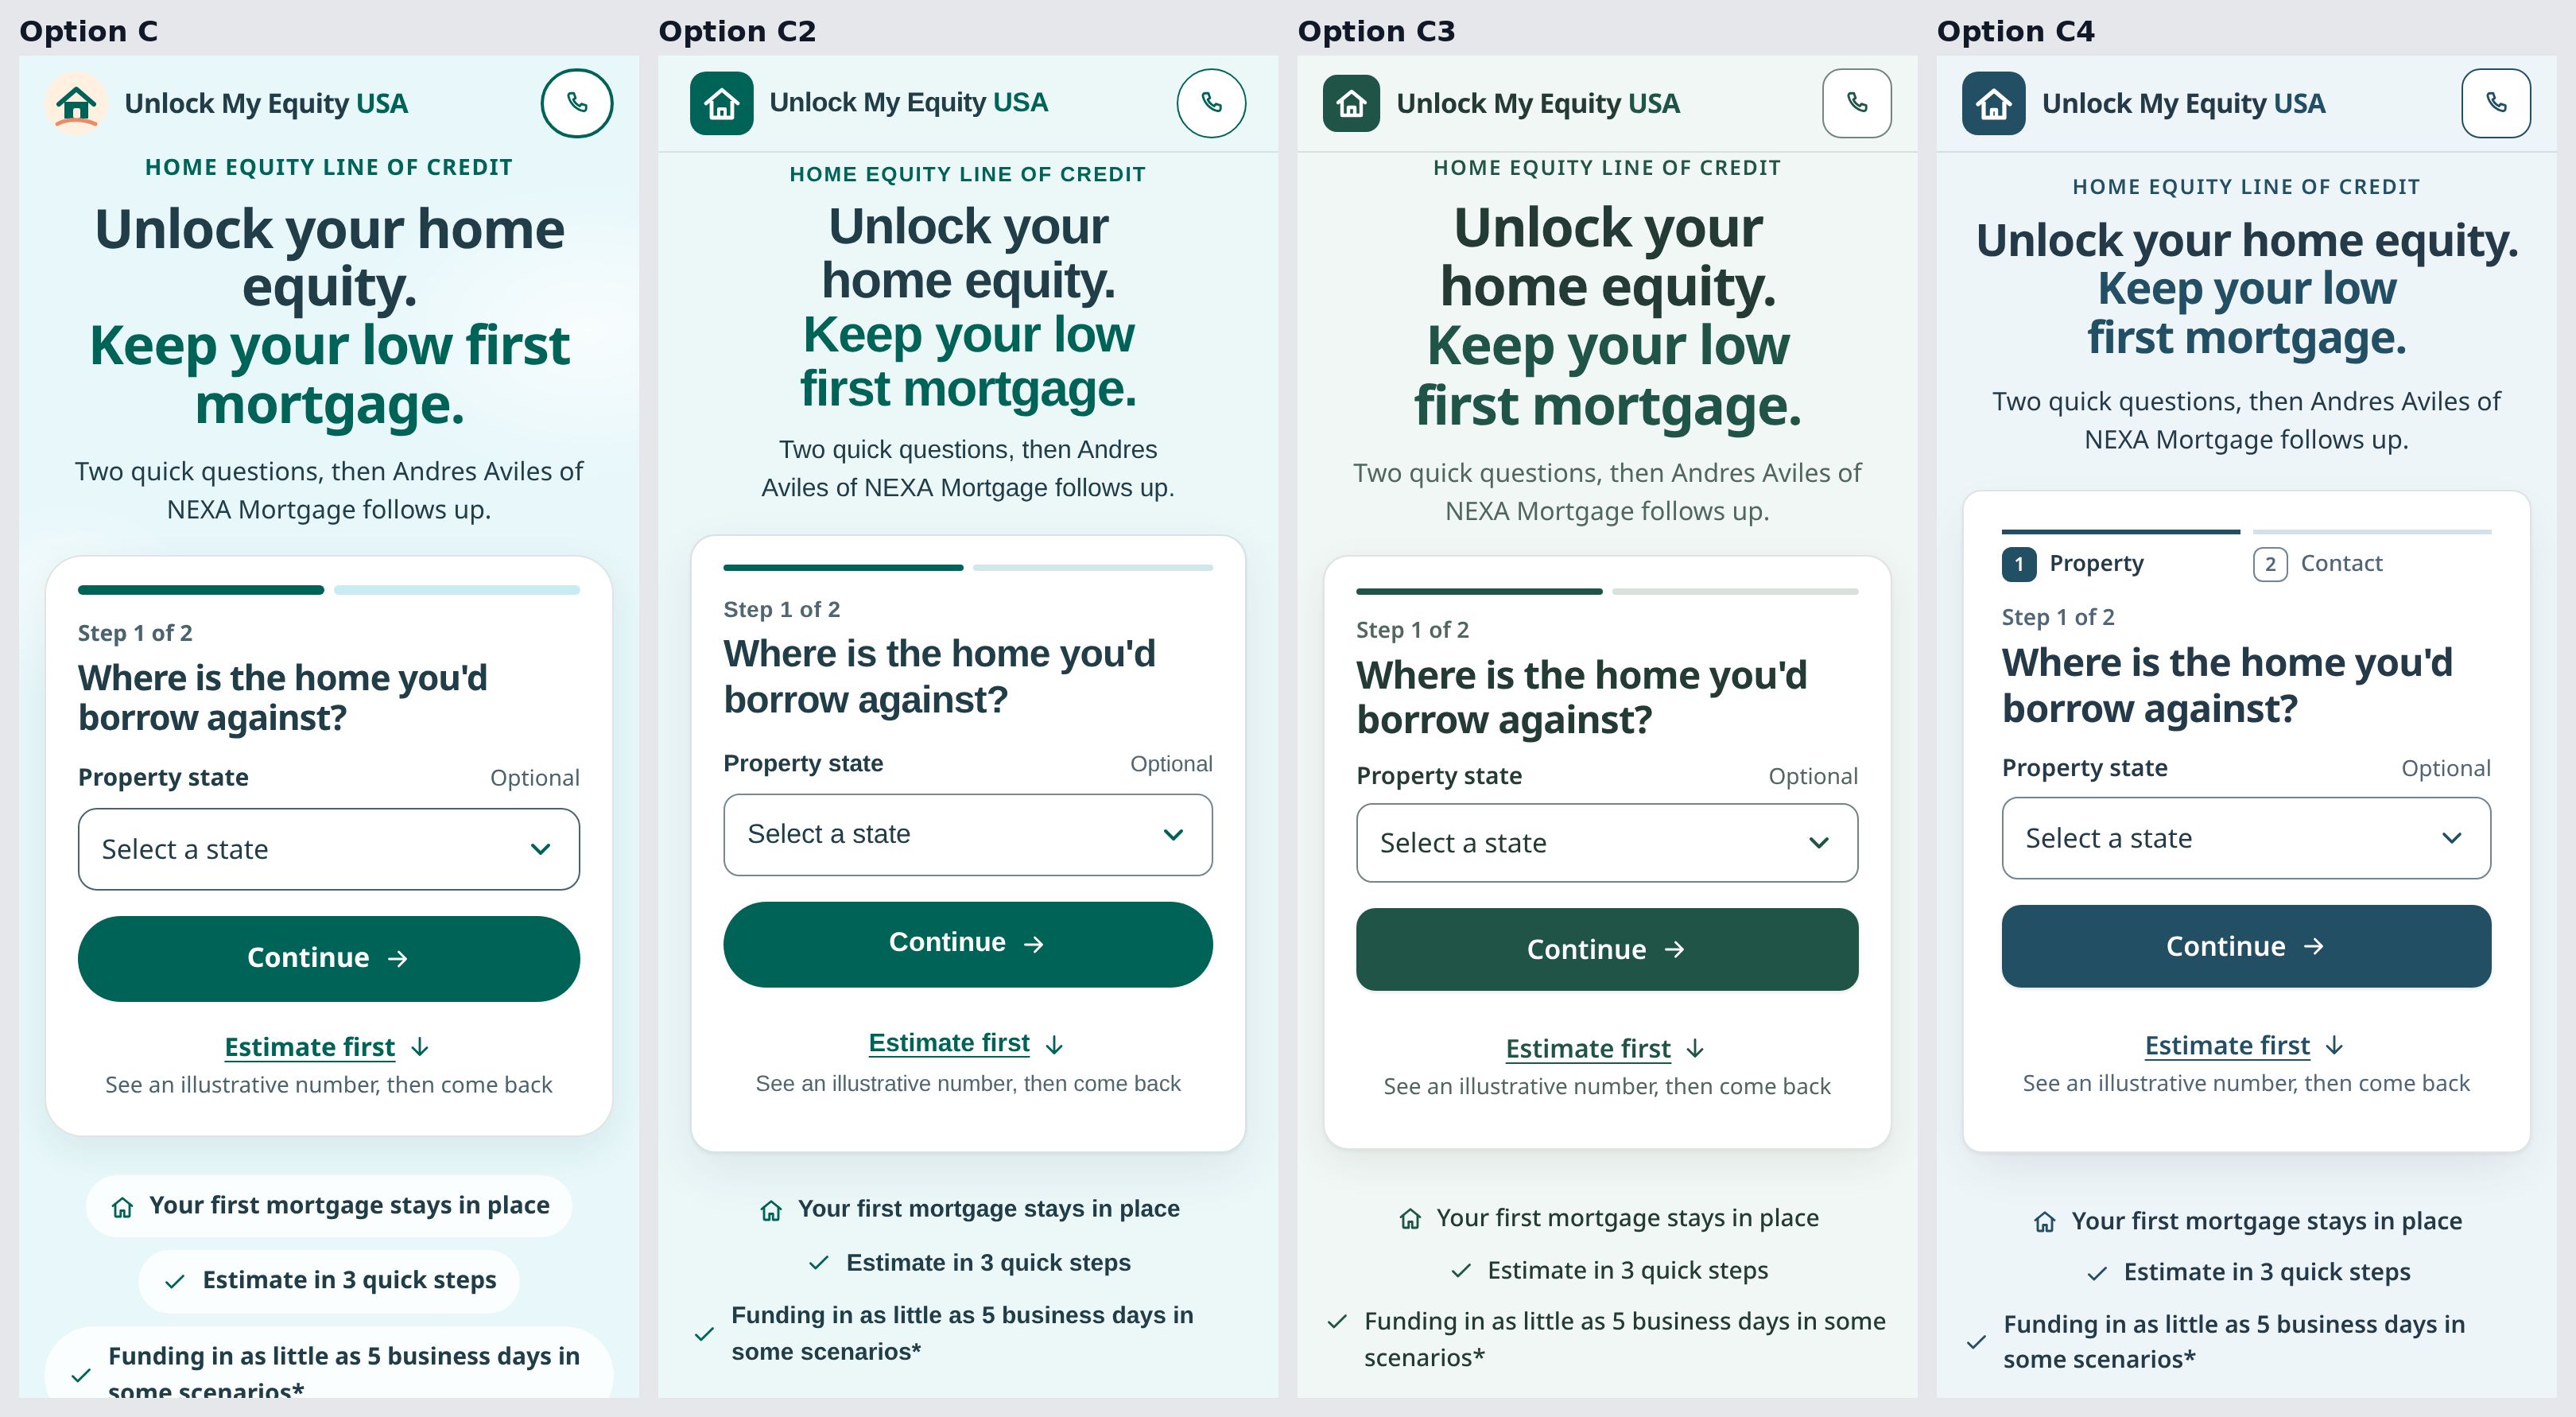 Option C
Unlock My Equity USA
HOME EQUITY LINE OF CREDIT
Unlock your home
equity.
Keep your low first
mortgage.
Two quick questions, then Andres Aviles of
NEXA Mortgage follows up.
Step 1 of 2
Where is the home you'd
borrow against?
Property state Optional
Select a state
Continue →
Estimate first ↓
See an illustrative number, then come back
Your first mortgage stays in place
Estimate in 3 quick steps
Funding in as little as 5 business days in
some scenarios*
Option C2
Unlock My Equity USA
HOME EQUITY LINE OF CREDIT
Unlock your
home equity.
Keep your low
first mortgage.
Two quick questions, then Andres
Aviles of NEXA Mortgage follows up.
Step 1 of 2
Where is the home you'd
borrow against?
Property state Optional
Select a state
Continue →
Estimate first ↓
See an illustrative number, then come back
Your first mortgage stays in place
Estimate in 3 quick steps
Funding in as little as 5 business days in
some scenarios*
Option C3
Unlock My Equity USA
HOME EQUITY LINE OF CREDIT
Unlock your
home equity.
Keep your low
first mortgage.
Two quick questions, then Andres Aviles of
NEXA Mortgage follows up.
Step 1 of 2
Where is the home you'd
borrow against?
Property state Optional
Select a state
Continue →
Estimate first ↓
See an illustrative number, then come back
Your first mortgage stays in place
Estimate in 3 quick steps
Funding in as little as 5 business days in some
scenarios*
Option C4
Unlock My Equity USA
HOME EQUITY LINE OF CREDIT
Unlock your home equity.
Keep your low
first mortgage.
Two quick questions, then Andres Aviles of
NEXA Mortgage follows up.
1 Property 2 Contact
Step 1 of 2
Where is the home you'd
borrow against?
Property state Optional
Select a state
Continue →
Estimate first ↓
See an illustrative number, then come back
Your first mortgage stays in place
Estimate in 3 quick steps
Funding in as little as 5 business days in
some scenarios*